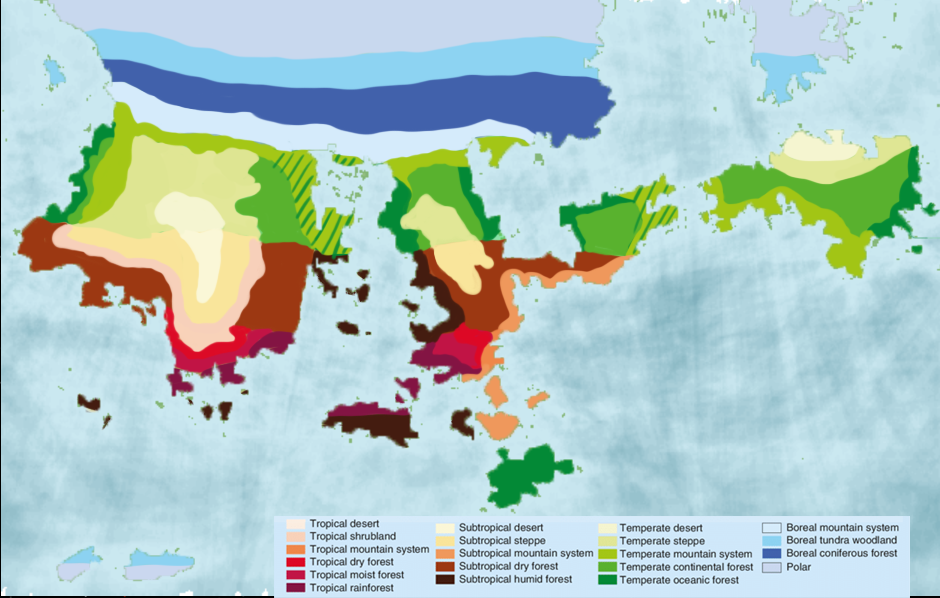 Tropical desert
Tropical shrubland
Tropical mountain system
Tropical dry forest
Tropical moist forest
Tropical rainforest
Subtropical desert
Subtropical steppe
Subtropical mountain system
Subtropical dry forest
Subtropical humid forest
Temperate desert
Temperate steppe
Temperate mountain system
Temperate continental forest
Temperate oceanic forest
Boreal mountain system
Boreal tundra woodland
Boreal coniferous forest
Polar